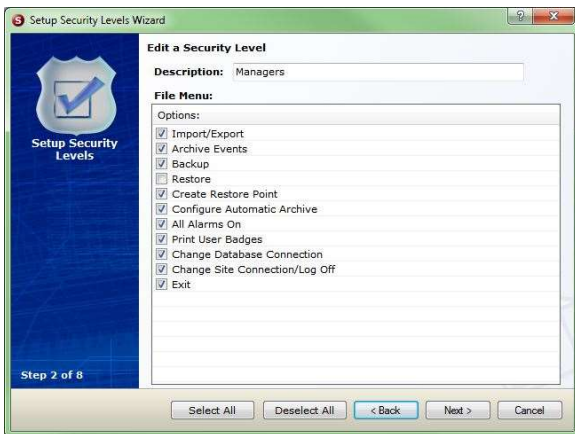 Setup Security Levels Wizard
Edit a Security Level
Description: Managers
File Menu:
Options:
Import/Export
Archive Events
Backup
Restore
Create Restore Point
Configure Automatic Archive
All Alarms On
Print User Badges
Change Database Connection
Change Site Connection/Log Off
Exit
Setup Security
Levels
Step 2 of 8
Select All Deselect All < Back Next > Cancel